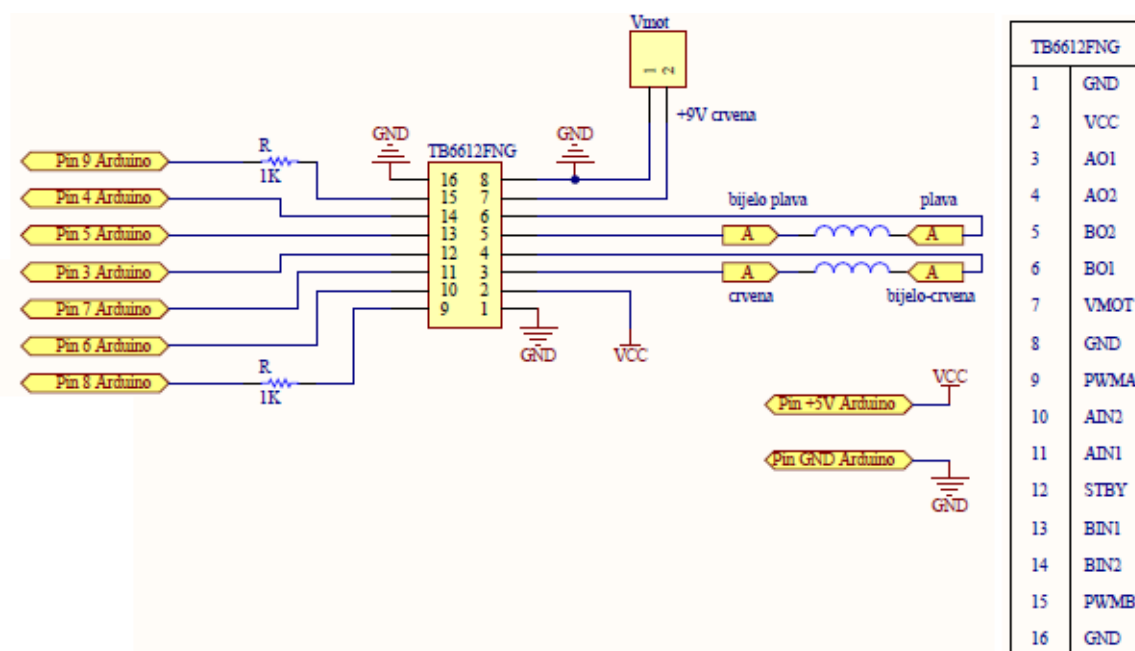 Vmot
1 2
+9V crvena
GND
GND
TB6612FNG
R
1K
Pin 9 Arduino
Pin 4 Arduino
Pin 5 Arduino
Pin 3 Arduino
Pin 7 Arduino
Pin 6 Arduino
Pin 8 Arduino
R
1K
16 8
15 7
14 6
13 5
12 4
11 3
10 2
9 1
bijelo plava
plava
A
A
A
A
crvena
bijelo-crvena
GND
VCC
VCC
Pin +5V Arduino
Pin GND Arduino
GND
TB6612FNG
1 GND
2 VCC
3 AO1
4 AO2
5 BO2
6 BO1
7 VMOT
8 GND
9 PWMA
10 AIN2
11 AIN1
12 STBY
13 BIN1
14 BIN2
15 PWMB
16 GND